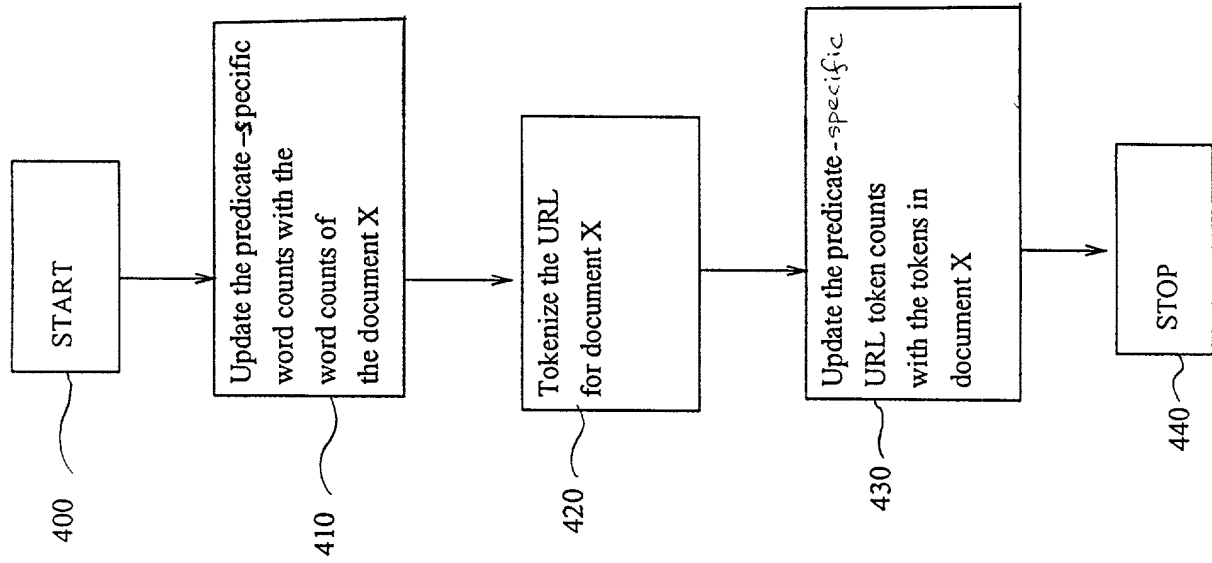 START
400
Update the predicate-specific
word counts with the
word counts of
the document X
410
Tokenize the URL
for document X
420
Update the predicate-specific
URL token counts
with the tokens in
document X
430
STOP
440